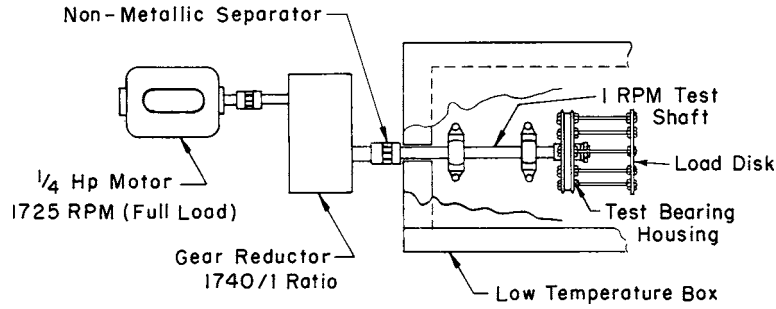 Non-Metallic Separator
1 RPM Test
Shaft
Load Disk
1/4 Hp Motor
1725 RPM (Full Load)
Test Bearing
Housing
Gear Reductor
1740/1 Ratio
Low Temperature Box